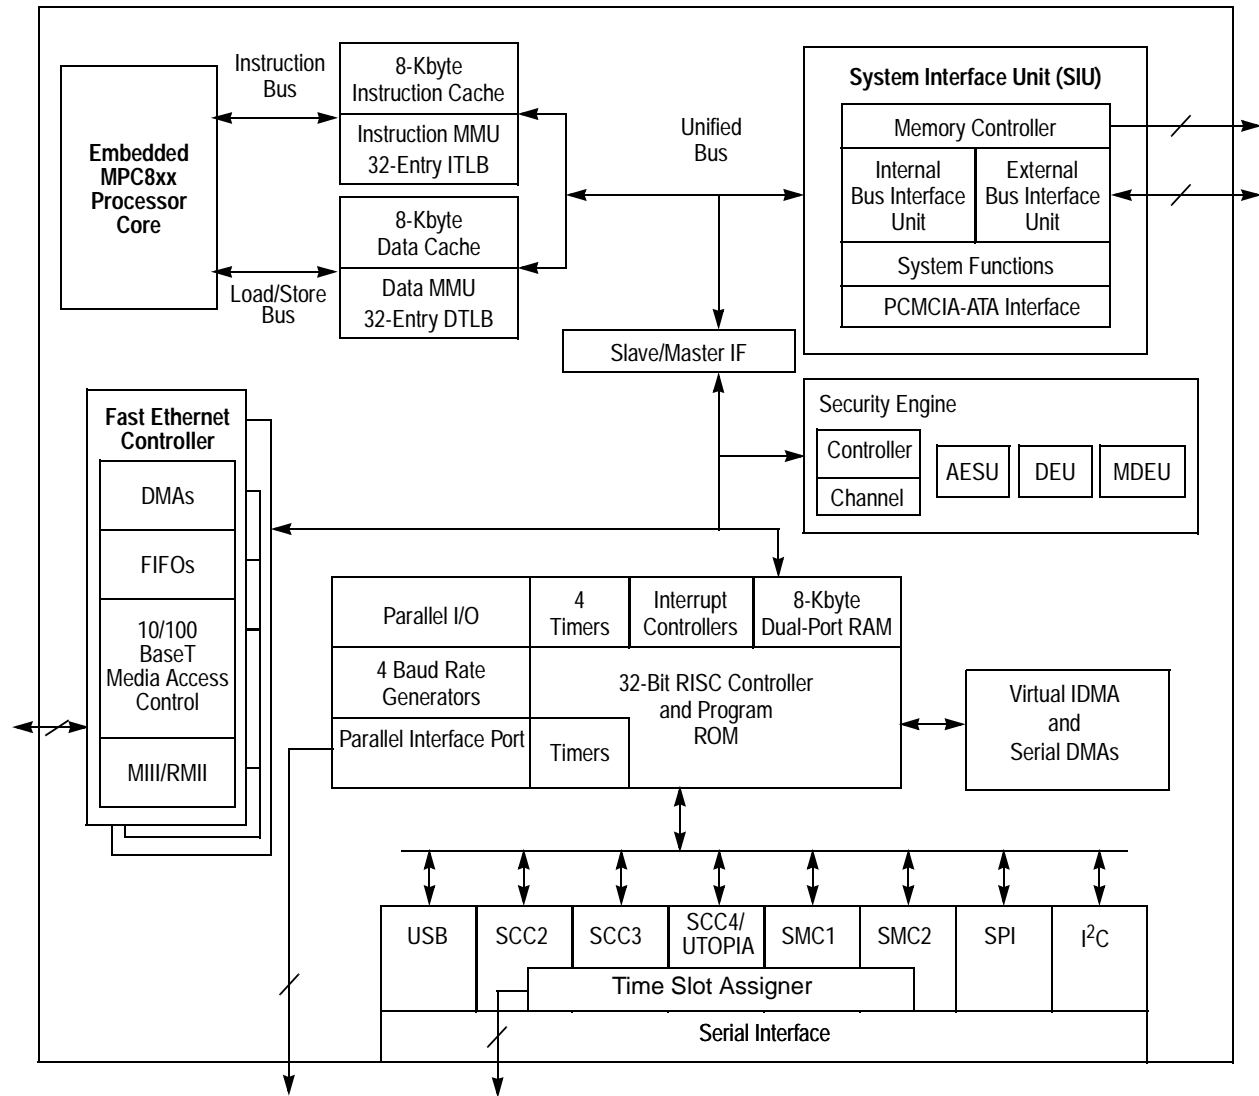 Embedded
MPC8xx
Processor
Core
Instruction
Bus
Load/Store
Bus
8-Kbyte
Instruction Cache
Instruction MMU
32-Entry ITLB
8-Kbyte
Data Cache
Data MMU
32-Entry DTLB
Unified
Bus
System Interface Unit (SIU)
Memory Controller
Internal
Bus Interface
Unit
External
Bus Interface
Unit
System Functions
PCMCIA-ATA Interface
Slave/Master IF
Security Engine
Controller
Channel
AESU
DEU
MDEU
Fast Ethernet
Controller
DMAs
FIFOs
10/100
BaseT
Media Access
Control
MIII/RMII
Parallel I/O
4
Timers
Interrupt
Controllers
8-Kbyte
Dual-Port RAM
4 Baud Rate
Generators
32-Bit RISC Controller
and Program
ROM
Parallel Interface Port
Timers
Virtual IDMA
and
Serial DMAs
USB
SCC2
SCC3
SCC4/
UTOPIA
SMC1
SMC2
SPI
I²C
Time Slot Assigner
Serial Interface